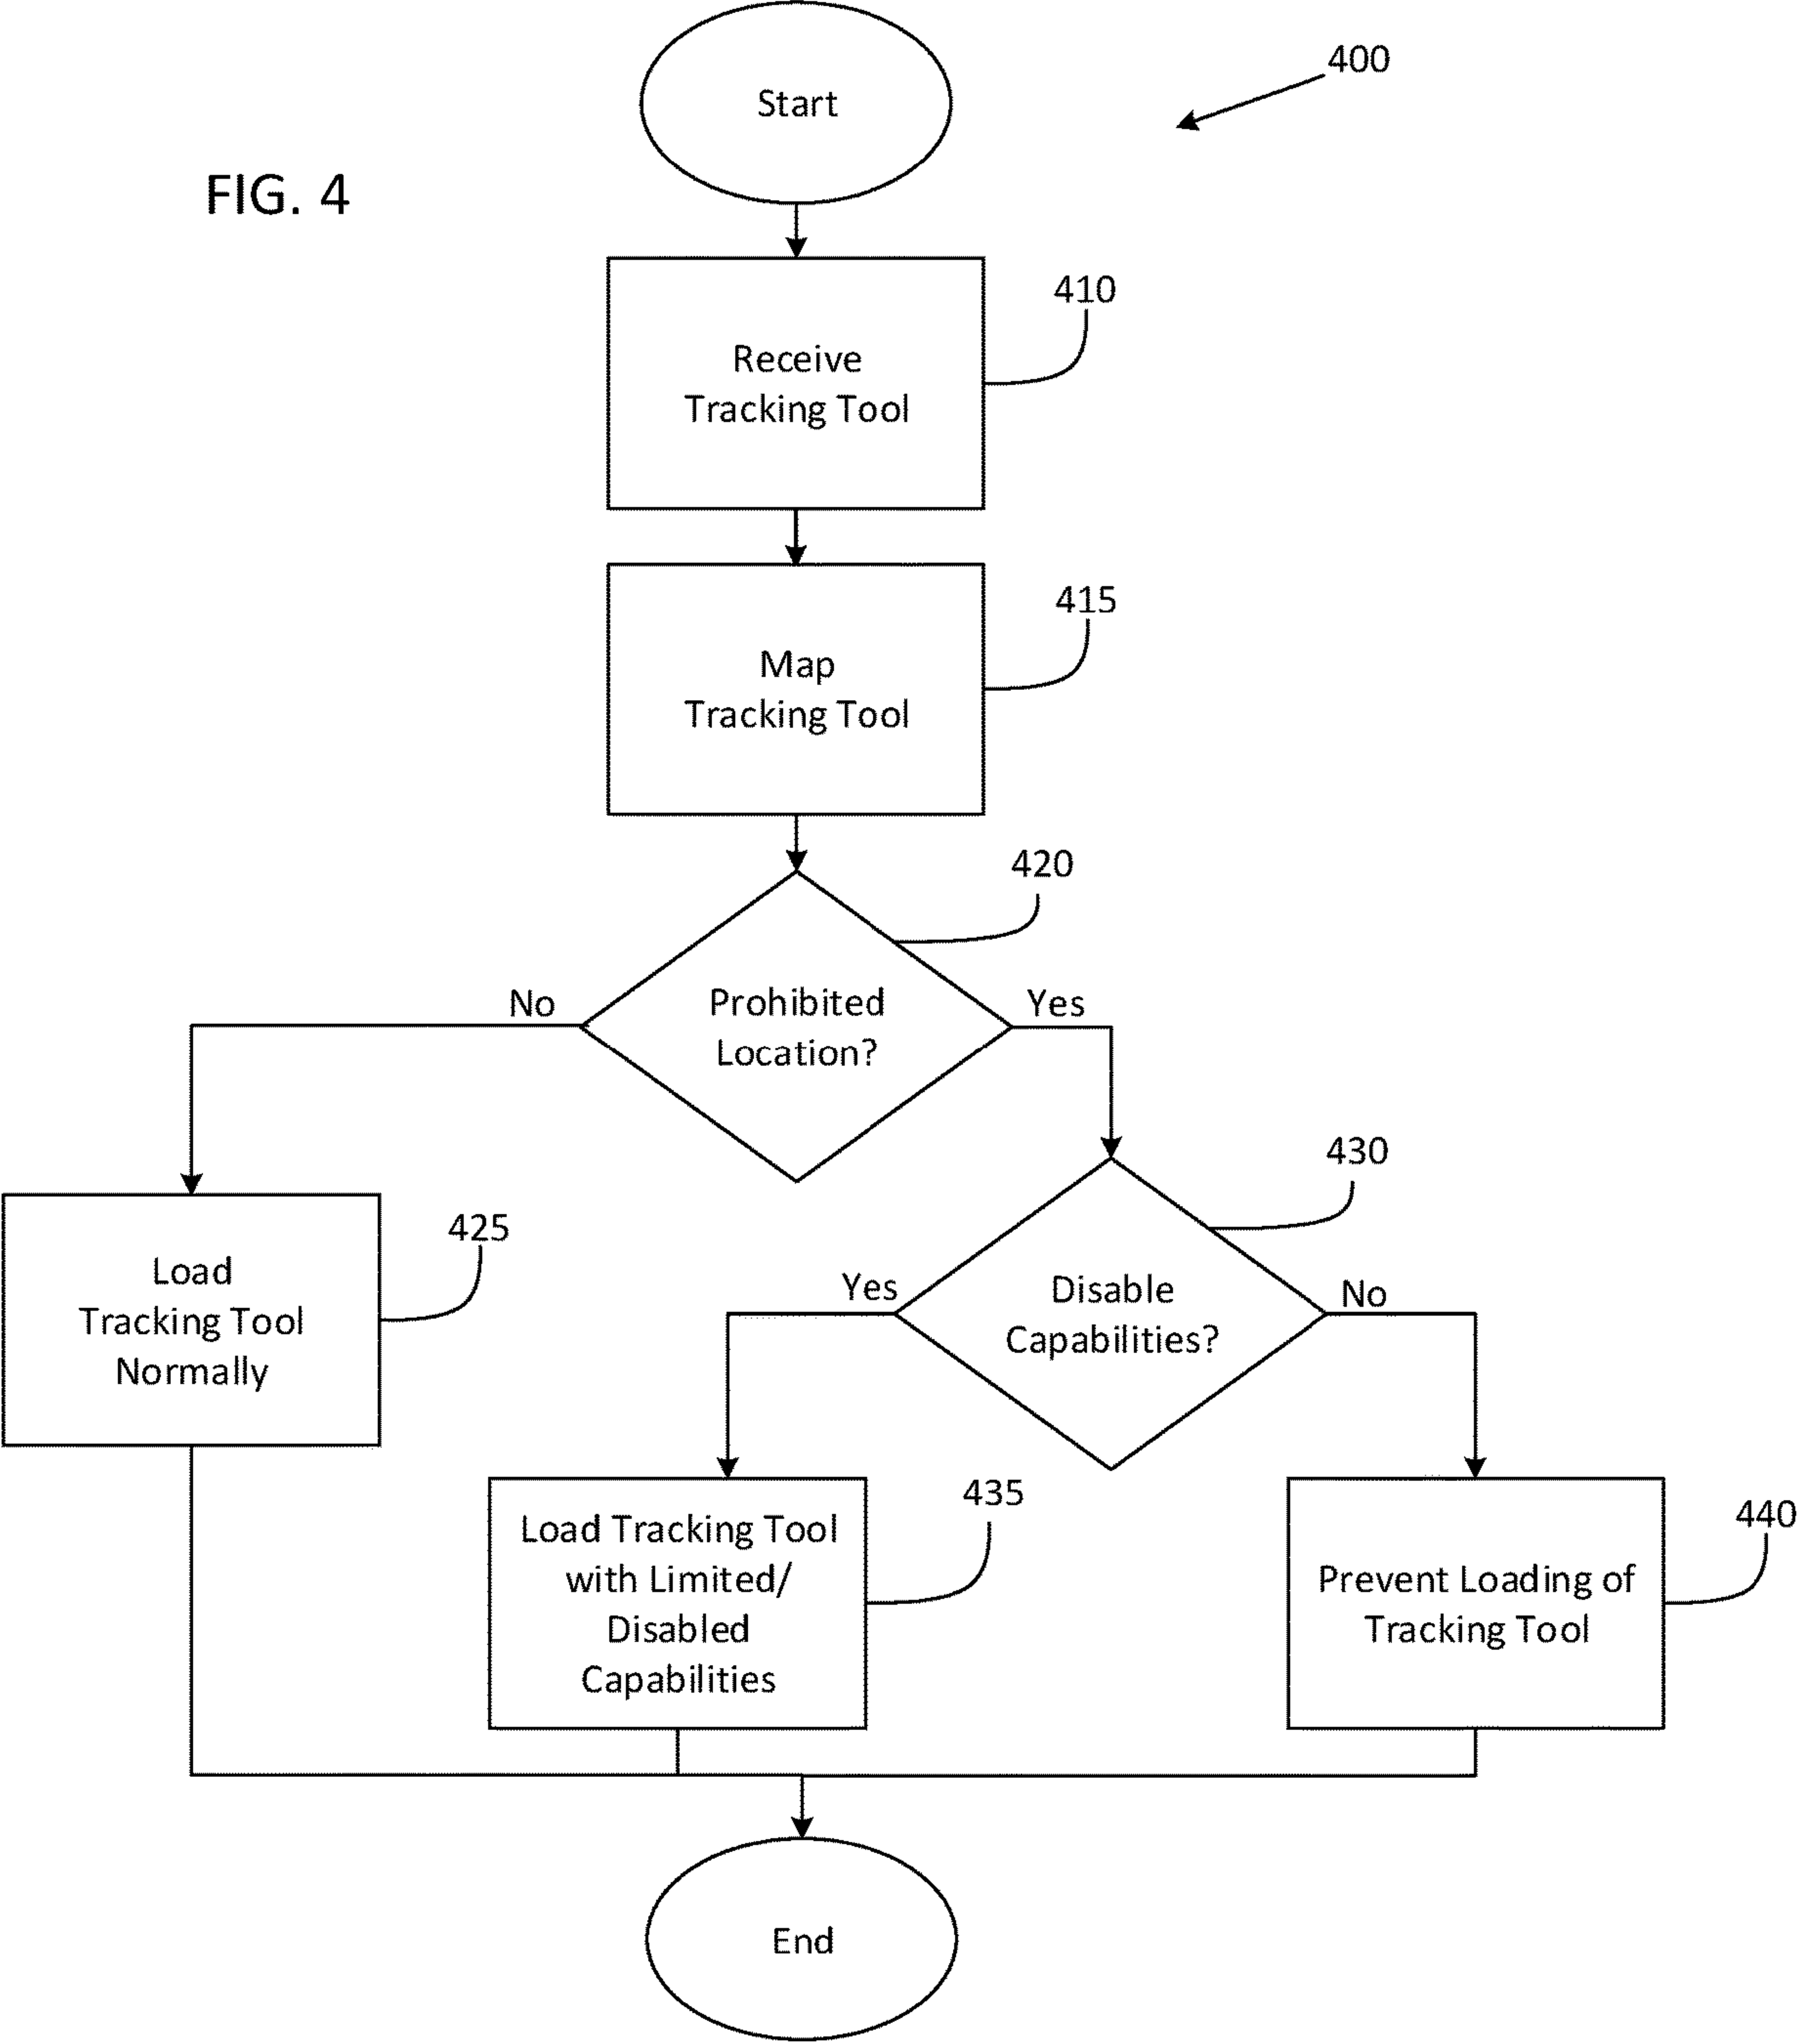 Start
400
FIG. 4
410
Receive
Tracking Tool
415
Map
Tracking Tool
420
No
Prohibited
Location?
Yes
430
425
Load
Tracking Tool
Normally
Yes
Disable
Capabilities?
No
435
Load Tracking Tool
with Limited/
Disabled
Capabilities
440
Prevent Loading of
Tracking Tool
End